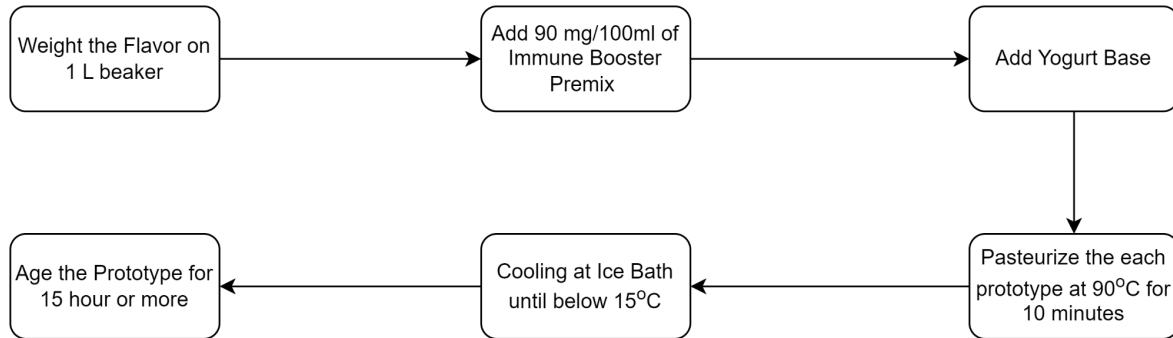 Weight the Flavor on
1 L beaker
Add 90 mg/100ml of
Immune Booster
Premix
Add Yogurt Base
Pasteurize the each
prototype at 90°C for
10 minutes
Cooling at Ice Bath
until below 15°C
Age the Prototype for
15 hour or more